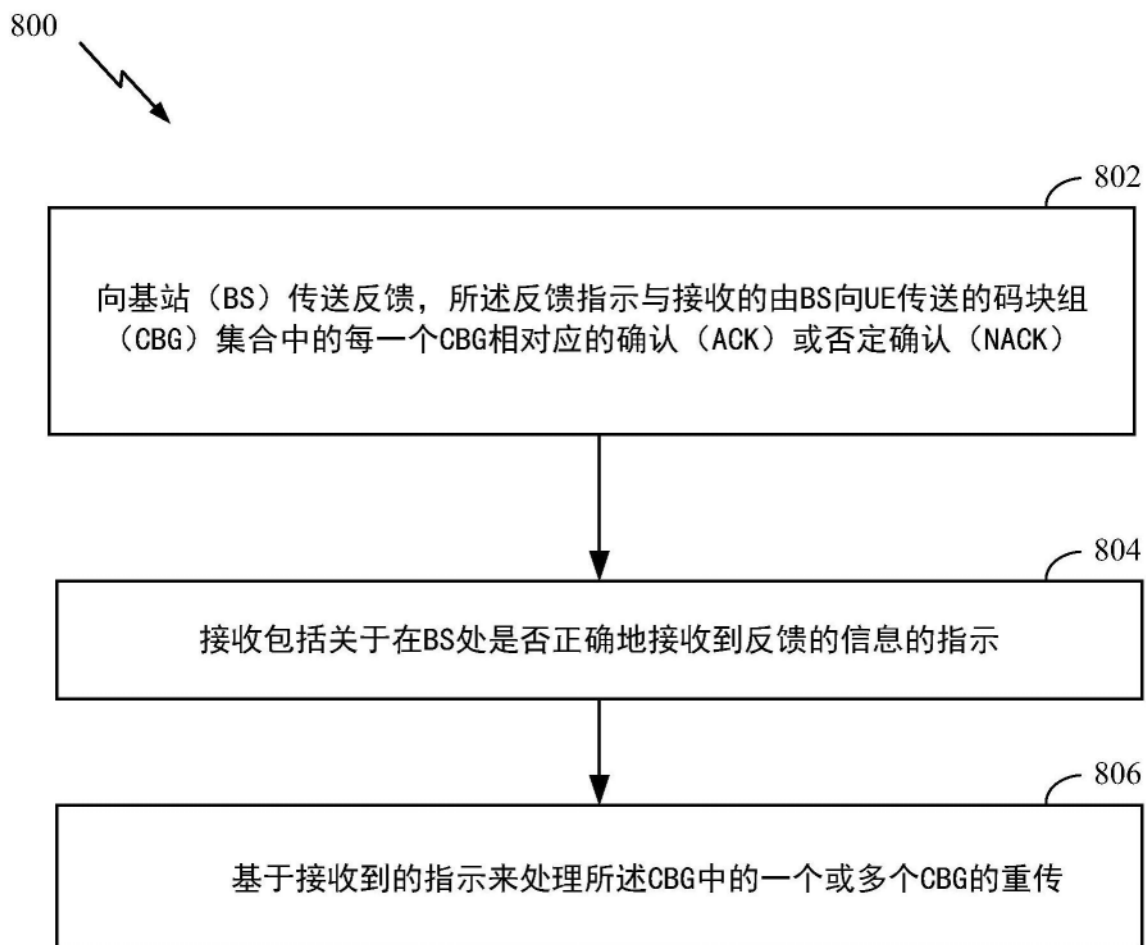 800
802
向基站（BS）传送反馈，所述反馈指示与接收的由BS向UE传送的码块组
（CBG）集合中的每一个CBG相对应的确认（ACK）或否定确认（NACK）
804
接收包括关于在BS处是否正确地接收到反馈的信息的指示
806
基于接收到的指示来处理所述CBG中的一个或多个CBG的重传